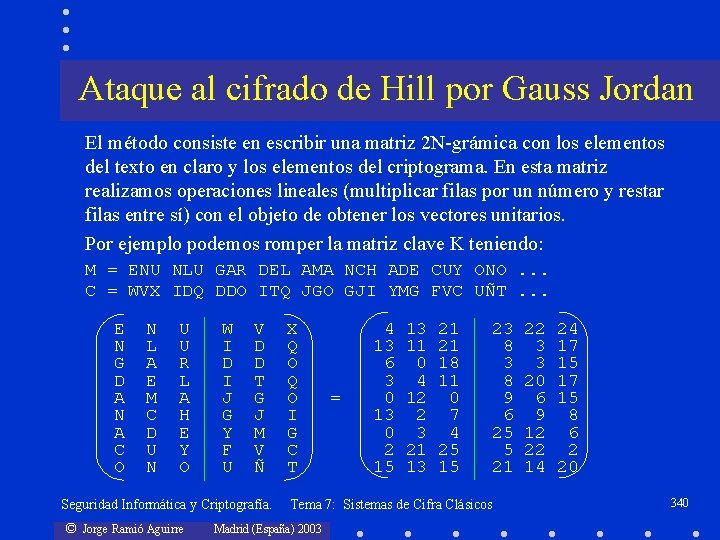 Ataque al cifrado de Hill por Gauss Jordan
El método consiste en escribir una matriz 2 N-grámica con los elementos
del texto en claro y los elementos del criptograma. En esta matriz
realizamos operaciones lineales (multiplicar filas por un número y restar
filas entre sí) con el objeto de obtener los vectores unitarios.
Por ejemplo podemos romper la matriz clave K teniendo:
M = ENU NLU GAR DEL AMA NCH ADE CUY ONO ...
C = WVX IDQ DDO ITQ JGO GJI YMG FVC UÑT ...
E N U W V X 4 13 21 23 22 24
N L U I D Q 13 11 21 8 3 17
G A R D D O 6 0 18 3 3 15
D E L I T Q 3 4 11 8 20 17
A M A J G O = 0 12 0 9 6 15
N C H G J I 13 2 7 6 9 8
A D E Y M G 0 3 4 25 12 6
C U Y F V C 2 21 25 5 22 2
O N O U Ñ T 15 13 15 21 14 20
Seguridad Informática y Criptografía. Tema 7: Sistemas de Cifra Clásicos 340
© Jorge Ramió Aguirre Madrid (España) 2003